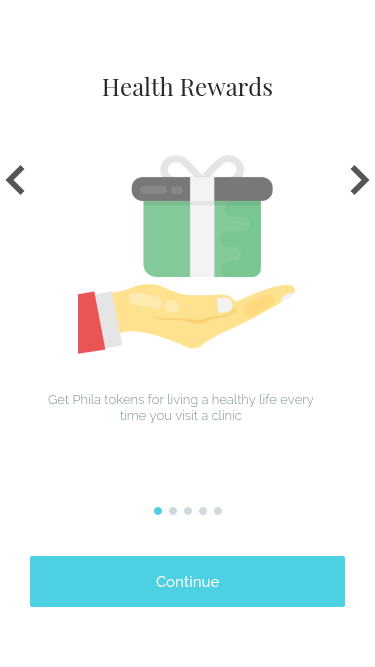 Health Rewards
Get Phila tokens for living a healthy life every
time you visit a clinic
Continue